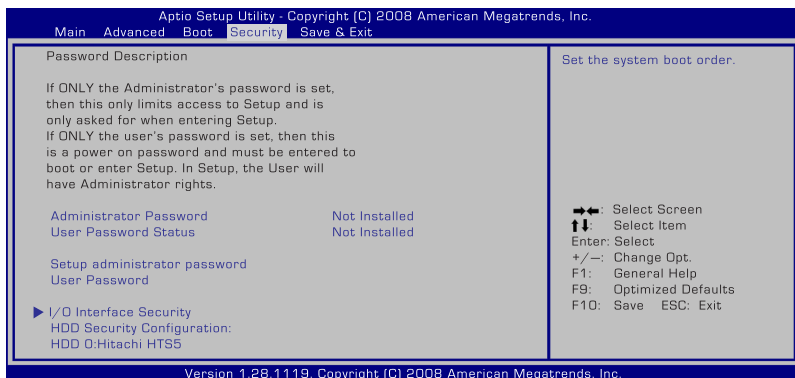 Aptio Setup Utility - Copyright (C) 2008 American Megatrends, Inc.
Main Advanced Boot Security Save & Exit
Password Description
If ONLY the Administrator's password is set,
then this only limits access to Setup and is
only asked for when entering Setup.
If ONLY the user's password is set, then this
is a power on password and must be entered to
boot or enter Setup. In Setup, the User will
have Administrator rights.
Administrator Password Not Installed
User Password Status Not Installed
Setup administrator password
User Password
I/O Interface Security
HDD Security Configuration:
HDD 0:Hitachi HTS5
Set the system boot order.
→←: Select Screen
↑↓: Select Item
Enter: Select
+/—: Change Opt.
F1: General Help
F9: Optimized Defaults
F10: Save ESC: Exit
Version 1.28.1119. Copyright (C) 2008 American Megatrends, Inc.